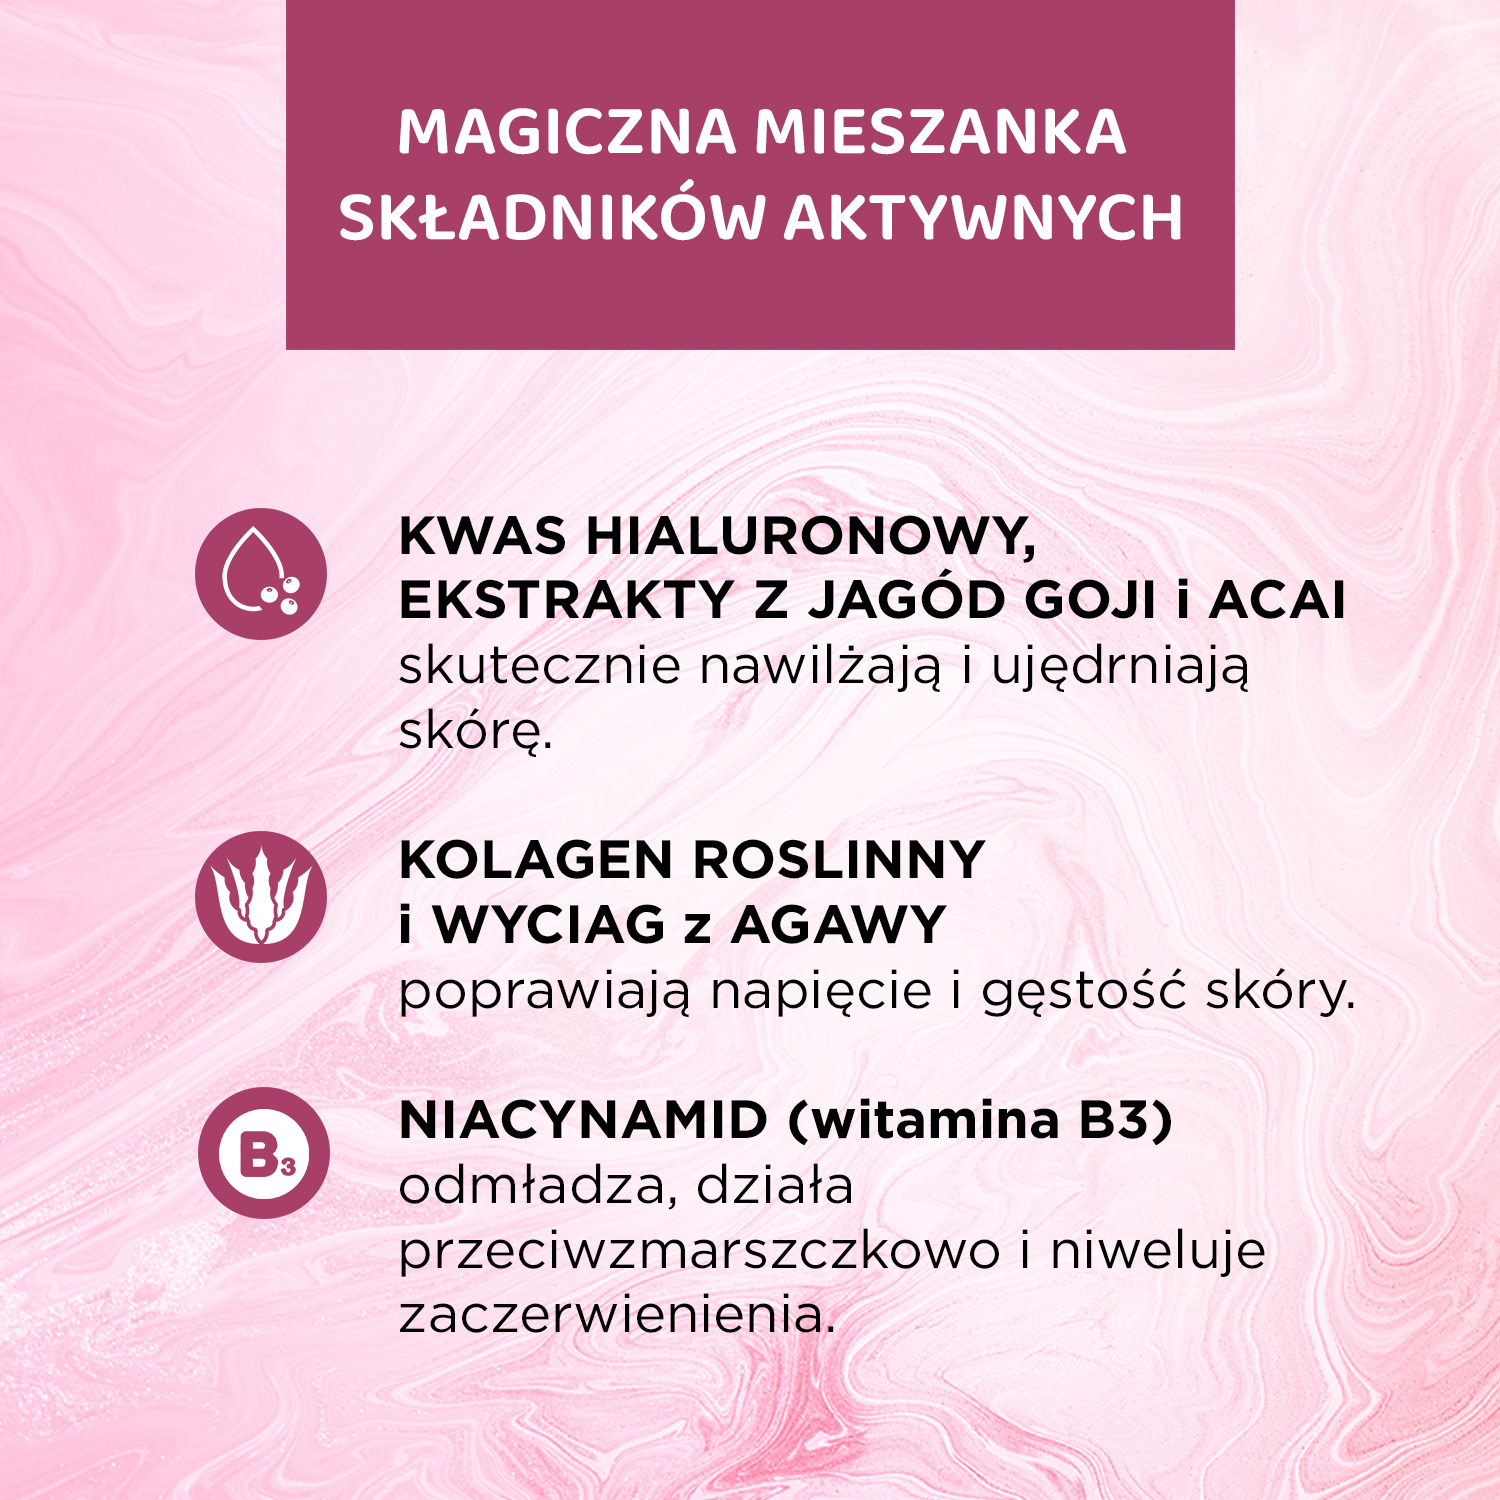 MAGICZNA MIESZANKA
SKŁADNIKÓW AKTYWNYCH
KWAS HIALURONOWY,
EKSTRAKTY Z JAGÓD GOJI i ACAI
skutecznie nawilżają i ujędrniają
skórę.
KOLAGEN ROSLINNY
i WYCIAG z AGAWY
poprawiają napięcie i gęstość skóry.
B₃
NIACYNAMID (witamina B3)
odmładza, działa
przeciwzmarszczkowo i niweluje
zaczerwienienia.